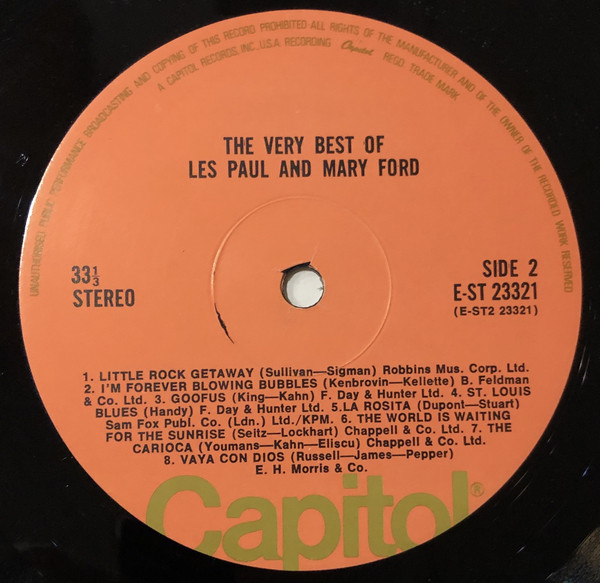 UNAUTHORISED PUBLIC PERFORMANCE BROADCASTING AND COPYING OF THIS RECORD PROHIBITED ALL RIGHTS OF THE MANUFACTURER AND OF THE OWNER OF THE RECORDED WORK RESERVED
A CAPITOL RECORDS, INC., U.S.A. RECORDING Capitol REGD. TRADE MARK
THE VERY BEST OF
LES PAUL AND MARY FORD
33⅓
STEREO
SIDE 2
E-ST 23321
(E-ST2 23321)
1. LITTLE ROCK GETAWAY (Sullivan—Sigman) Robbins Mus. Corp. Ltd.
2. I'M FOREVER BLOWING BUBBLES (Kenbrovin—Kellette) B. Feldman
& Co. Ltd. 3. GOOFUS (King—Kahn) F. Day & Hunter Ltd. 4. ST. LOUIS
BLUES (Handy) F. Day & Hunter Ltd. 5.LA ROSITA (Dupont—Stuart)
Sam Fox Publ. Co. (Ldn.) Ltd./KPM. 6. THE WORLD IS WAITING
FOR THE SUNRISE (Seitz—Lockhart) Chappell & Co. Ltd. 7. THE
CARIOCA (Youmans—Kahn—Eliscu) Chappell & Co. Ltd.
8. VAYA CON DIOS (Russell—James—Pepper)
E. H. Morris & Co.
Capitol®